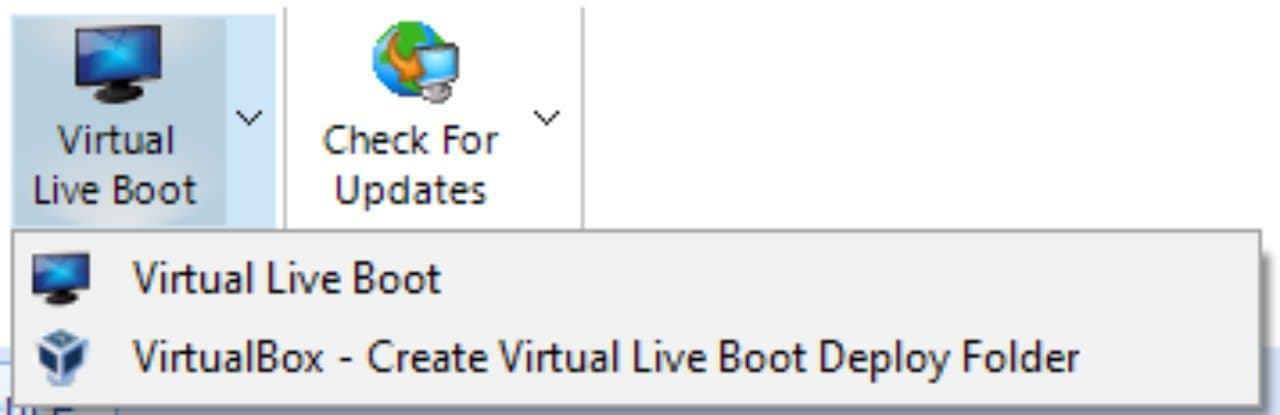 Virtual
Live Boot
Check For
Updates
Virtual Live Boot
VirtualBox - Create Virtual Live Boot Deploy Folder